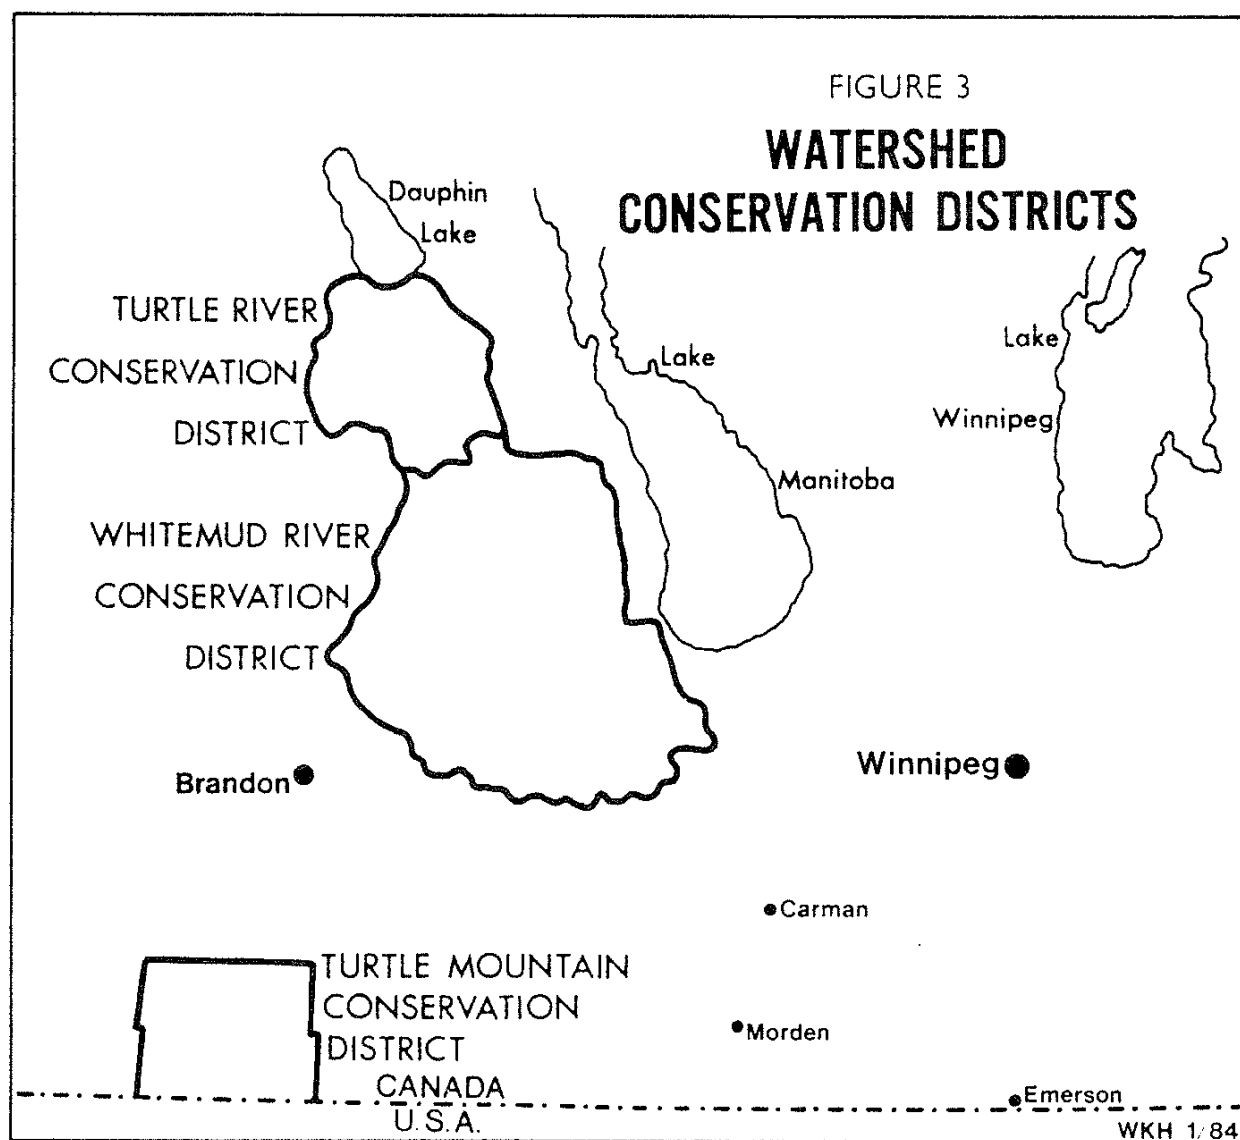 FIGURE 3
WATERSHED
CONSERVATION DISTRICTS
Dauphin
Lake
TURTLE RIVER
CONSERVATION
DISTRICT
Lake
Manitoba
Lake
Winnipeg
WHITEMUD RIVER
CONSERVATION
DISTRICT
Brandon
Winnipeg
Carman
TURTLE MOUNTAIN
CONSERVATION
DISTRICT
Morden
CANADA
U.S.A.
Emerson
WKH 1/84